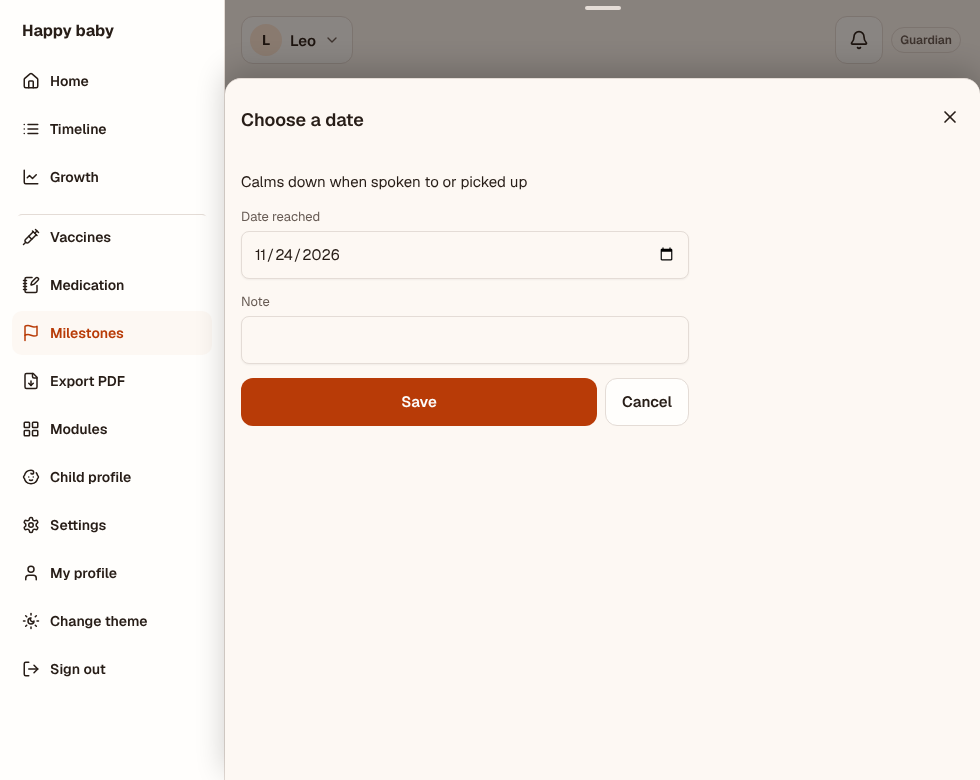 Happy baby
Home
Timeline
Growth
Vaccines
Medication
Milestones
Export PDF
Modules
Child profile
Settings
My profile
Change theme
Sign out
L Leo
Guardian
Choose a date
Calms down when spoken to or picked up
Date reached
11/24/2026
Note
Save Cancel